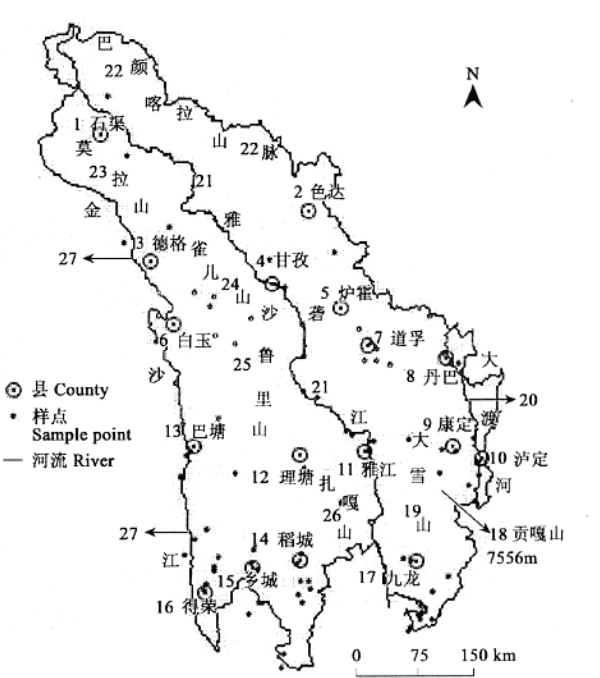 巴颜喀拉山脉
22
22
N
1 石渠
莫拉山
23
21
2 色达
金沙江
雅砻江
3 德格
27
雀儿山
24
4 甘孜
5 炉霍
沙鲁里山
25
6 白玉
7 道孚
8 丹巴
大渡河
20
县 County
样点
Sample point
河流 River
21
9 康定
大雪山
10 泸定
13 巴塘
12 理塘
11 雅江
扎嘎山
26
19
18 贡嘎山
7556m
27
14 稻城
15 乡城
16 得荣
17 九龙
0 75 150 km